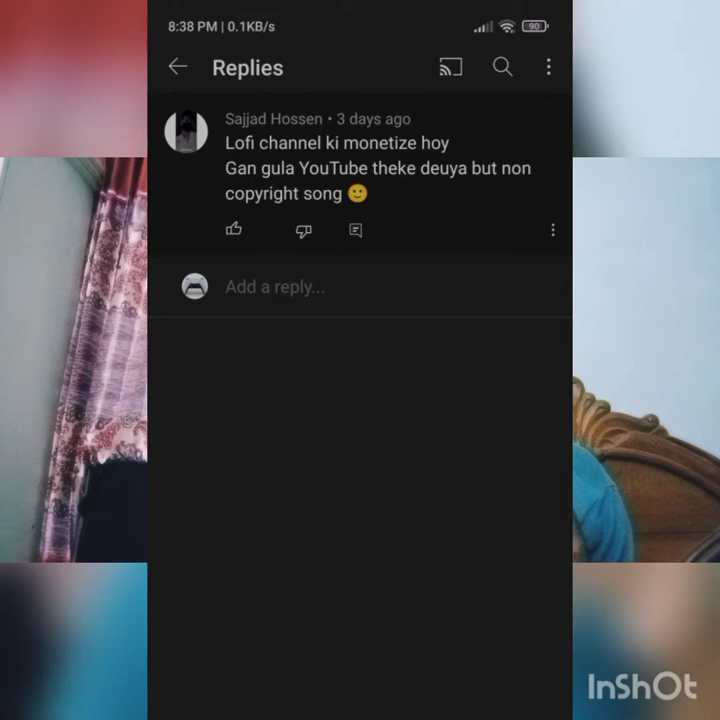 8:38 PM | 0.1KB/s
90
Replies
Sajjad Hossen • 3 days ago
Lofi channel ki monetize hoy
Gan gula YouTube theke deuya but non
copyright song 🙂
Add a reply...
InShOt